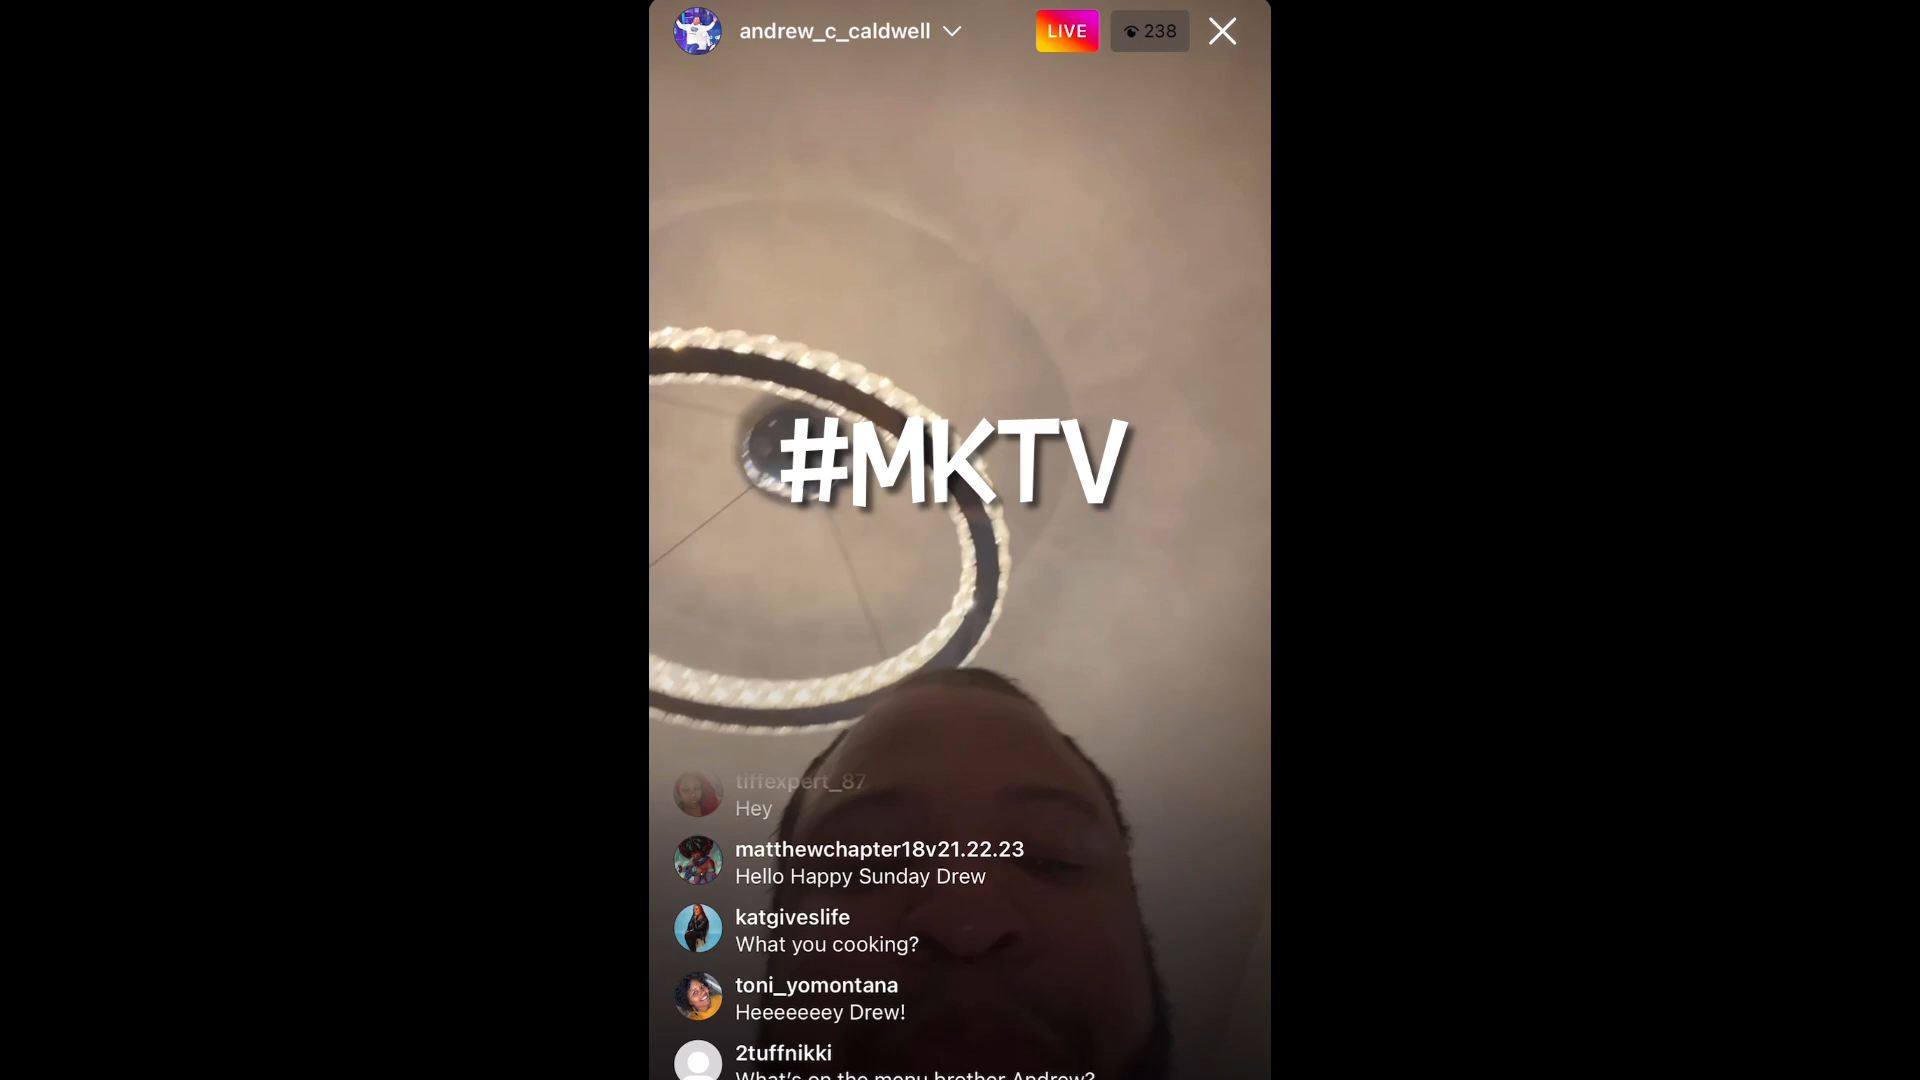 andrew_c_caldwell
LIVE
238
#MKTV
tiffexpert_87
Hey
matthewchapter18v21.22.23
Hello Happy Sunday Drew
katgiveslife
What you cooking?
toni_yomontana
Heeeeeeey Drew!
2tuffnikki
What's on the menu brother Andrew?